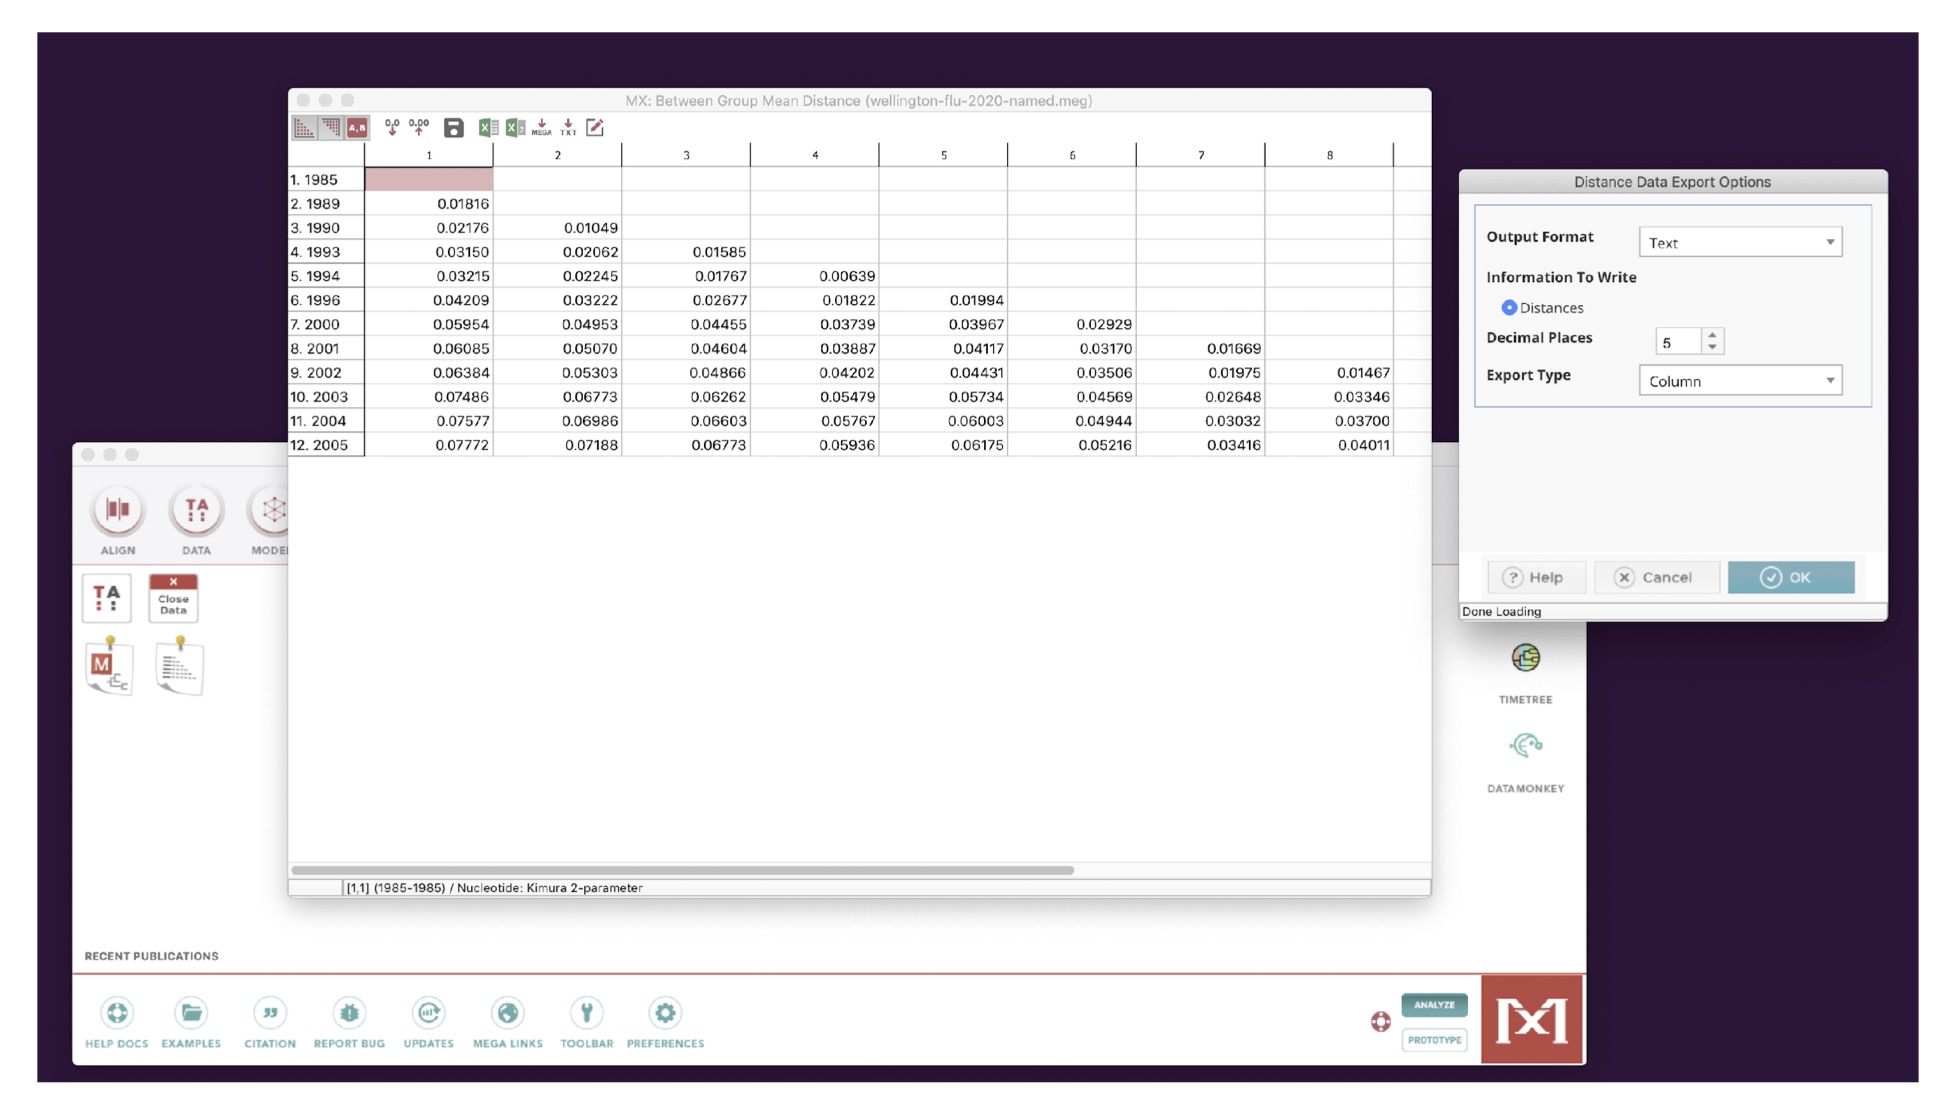 MX: Between Group Mean Distance (wellington-flu-2020-named.meg)
A,B 0,0 0.00 MEGA TXT
1 2 3 4 5 6 7 8
1. 1985
2. 1989 0.01816
3. 1990 0.02176 0.01049
4. 1993 0.03150 0.02062 0.01585
5. 1994 0.03215 0.02245 0.01767 0.00639
6. 1996 0.04209 0.03222 0.02677 0.01822 0.01994
7. 2000 0.05954 0.04953 0.04455 0.03739 0.03967 0.02929
8. 2001 0.06085 0.05070 0.04604 0.03887 0.04117 0.03170 0.01669
9. 2002 0.06384 0.05303 0.04866 0.04202 0.04431 0.03506 0.01975 0.01467
10. 2003 0.07486 0.06773 0.06262 0.05479 0.05734 0.04569 0.02648 0.03346
11. 2004 0.07577 0.06986 0.06603 0.05767 0.06003 0.04944 0.03032 0.03700
12. 2005 0.07772 0.07188 0.06773 0.05936 0.06175 0.05216 0.03416 0.04011
[1,1] (1985-1985) / Nucleotide: Kimura 2-parameter
Distance Data Export Options
Output Format Text
Information To Write
Distances
Decimal Places 5
Export Type Column
? Help Cancel OK
Done Loading
TA
ALIGN DATA MODE
TA
X
Close
Data
M
TIMETREE
DATAMONKEY
RECENT PUBLICATIONS
HELP DOCS EXAMPLES CITATION REPORT BUG UPDATES MEGA LINKS TOOLBAR PREFERENCES
ANALYZE
PROTOTYPE
MX